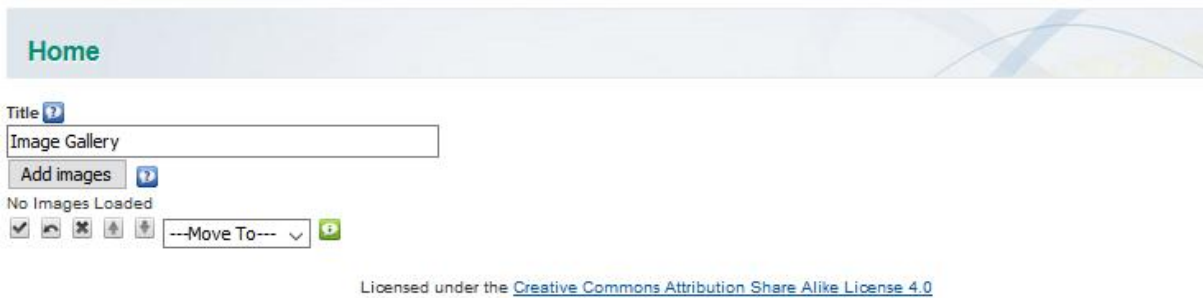 Home
Title
Image Gallery
Add images
No Images Loaded
---Move To---
Licensed under the Creative Commons Attribution Share Alike License 4.0